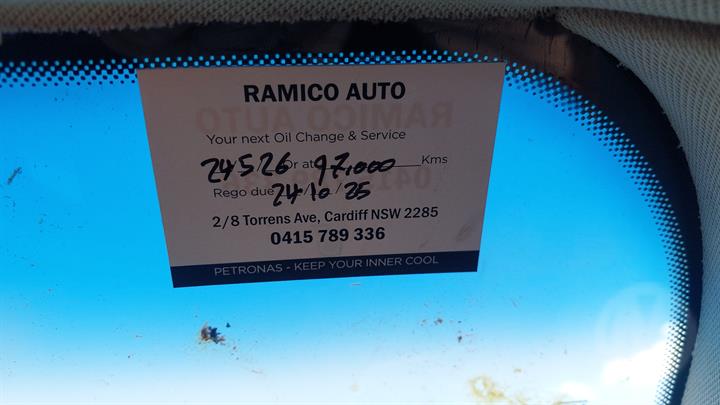 RAMICO AUTO
Your next Oil Change & Service
24 5 26 Or at 97,000 Kms
Rego due 24/10/25
2/8 Torrens Ave, Cardiff NSW 2285
0415 789 336
PETRONAS - KEEP YOUR INNER COOL